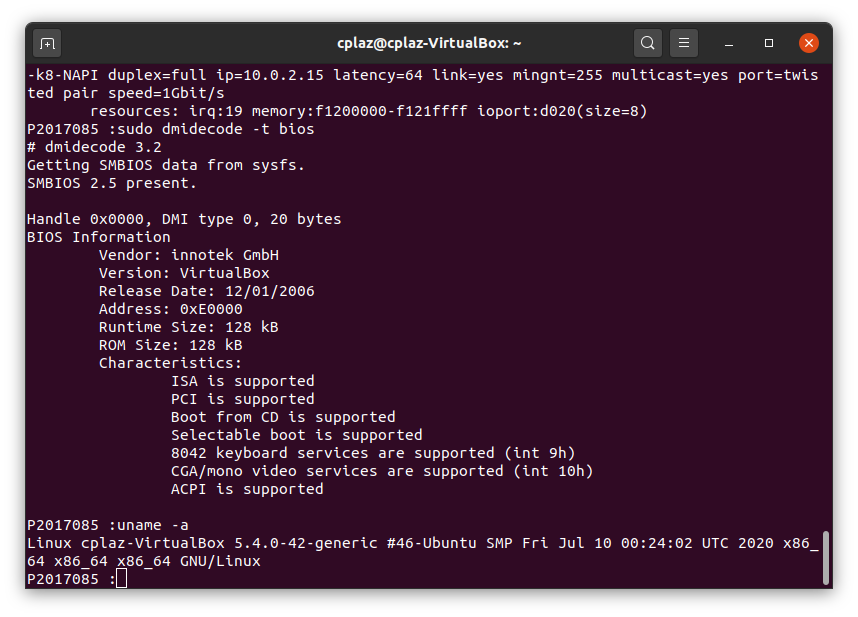 cplaz@cplaz-VirtualBox: ~
-k8-NAPI duplex=full ip=10.0.2.15 latency=64 link=yes mingnt=255 multicast=yes port=twis
ted pair speed=1Gbit/s
resources: irq:19 memory:f1200000-f121ffff ioport:d020(size=8)
P2017085 :sudo dmidecode -t bios
# dmidecode 3.2
Getting SMBIOS data from sysfs.
SMBIOS 2.5 present.
Handle 0x0000, DMI type 0, 20 bytes
BIOS Information
Vendor: innotek GmbH
Version: VirtualBox
Release Date: 12/01/2006
Address: 0xE0000
Runtime Size: 128 kB
ROM Size: 128 kB
Characteristics:
ISA is supported
PCI is supported
Boot from CD is supported
Selectable boot is supported
8042 keyboard services are supported (int 9h)
CGA/mono video services are supported (int 10h)
ACPI is supported
P2017085 :uname -a
Linux cplaz-VirtualBox 5.4.0-42-generic #46-Ubuntu SMP Fri Jul 10 00:24:02 UTC 2020 x86_
64 x86_64 x86_64 GNU/Linux
P2017085 :